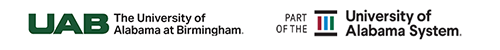 UAB
The University of
Alabama at Birmingham.
PART
OF THE
University of
Alabama System.